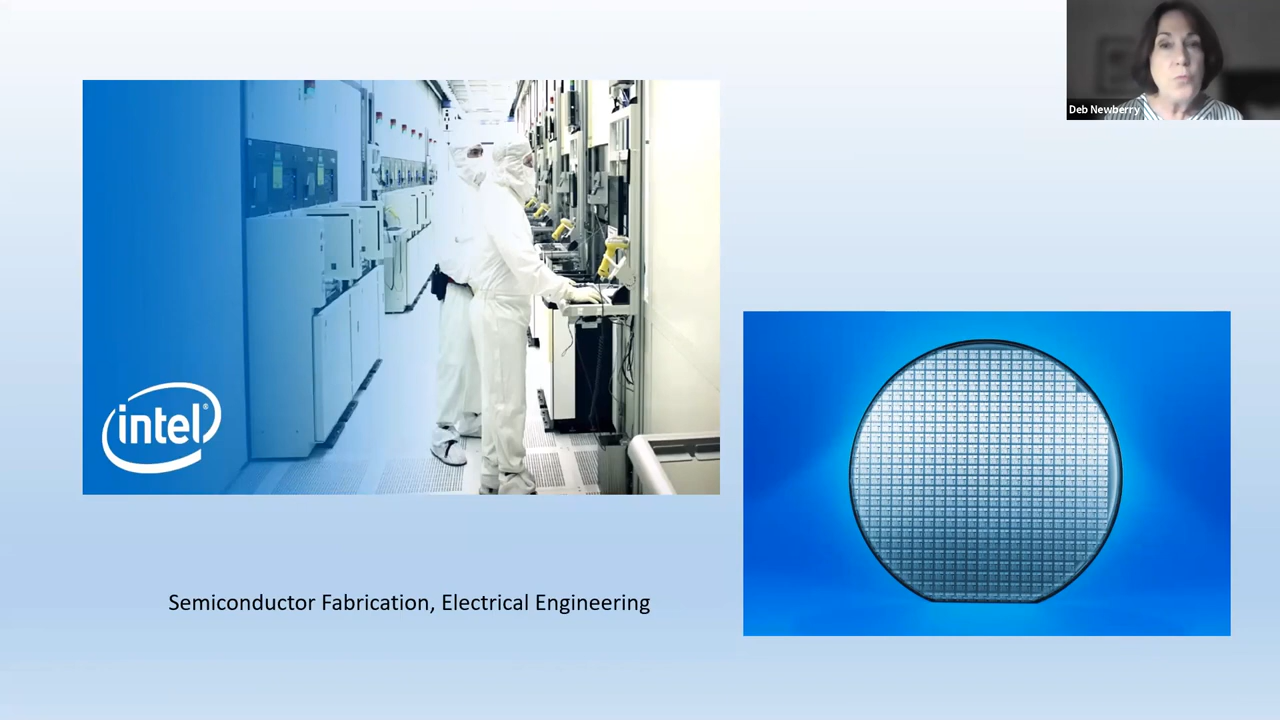 Deb Newberry
intel®
Semiconductor Fabrication, Electrical Engineering